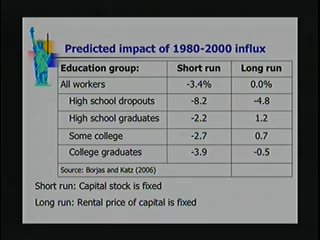 Predicted impact of 1980-2000 influx
Education group: Short run Long run
All workers -3.4% 0.0%
High school dropouts -8.2 -4.8
High school graduates -2.2 1.2
Some college -2.7 0.7
College graduates -3.9 -0.5
Source: Borjas and Katz (2006)
Short run: Capital stock is fixed
Long run: Rental price of capital is fixed